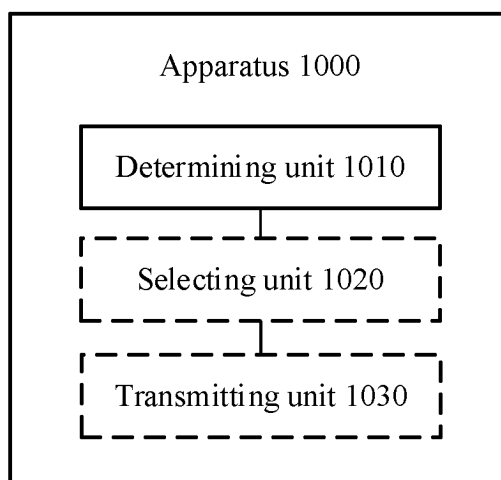 Apparatus 1000
Determining unit 1010
Selecting unit 1020
Transmitting unit 1030